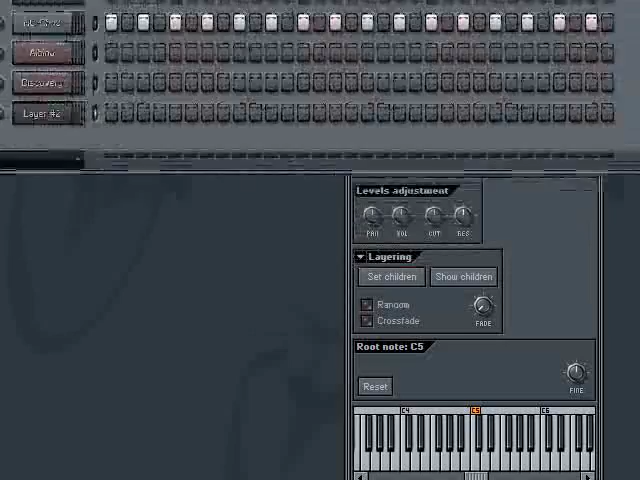 Albino
Discovery
Layer #2
Levels adjustment
PAN VOL CUT RES
Layering
Set children Show children
Random
Crossfade
FADE
Root note: C5
Reset
FINE
C4 C5 C6